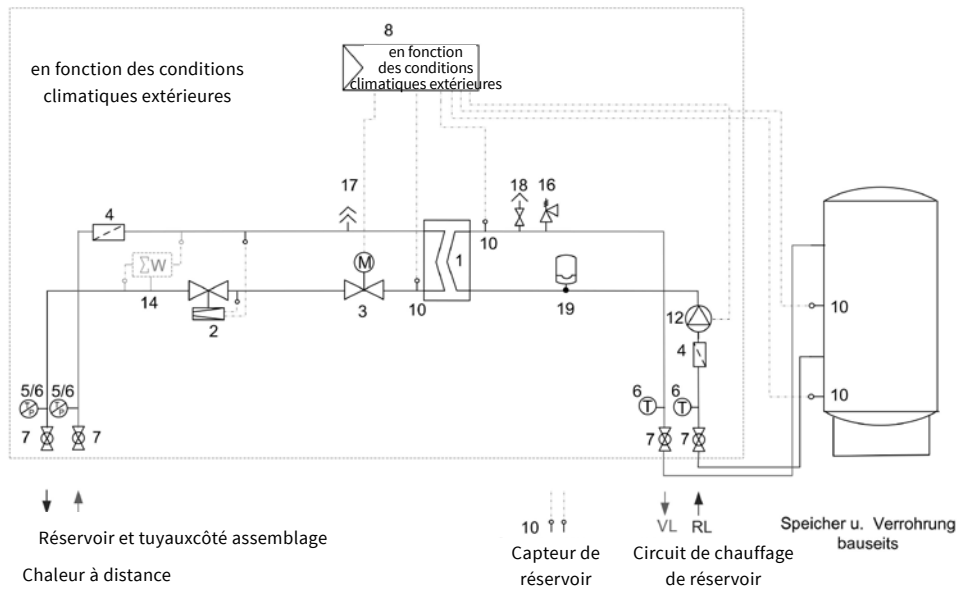 8
en fonction
des conditions
climatiques extérieures
en fonction des conditions
climatiques extérieures
17
18 16
4
M
1
10
ΣW
14
2
3
10
19
12
10
4
5/6 5/6
6 6
T T
10
7 7
7 7
VL RL
Réservoir et tuyauxcôté assemblage
Chaleur à distance
10
Capteur de
réservoir
Circuit de chauffage
de réservoir
Speicher u. Verrohrung
bauseits